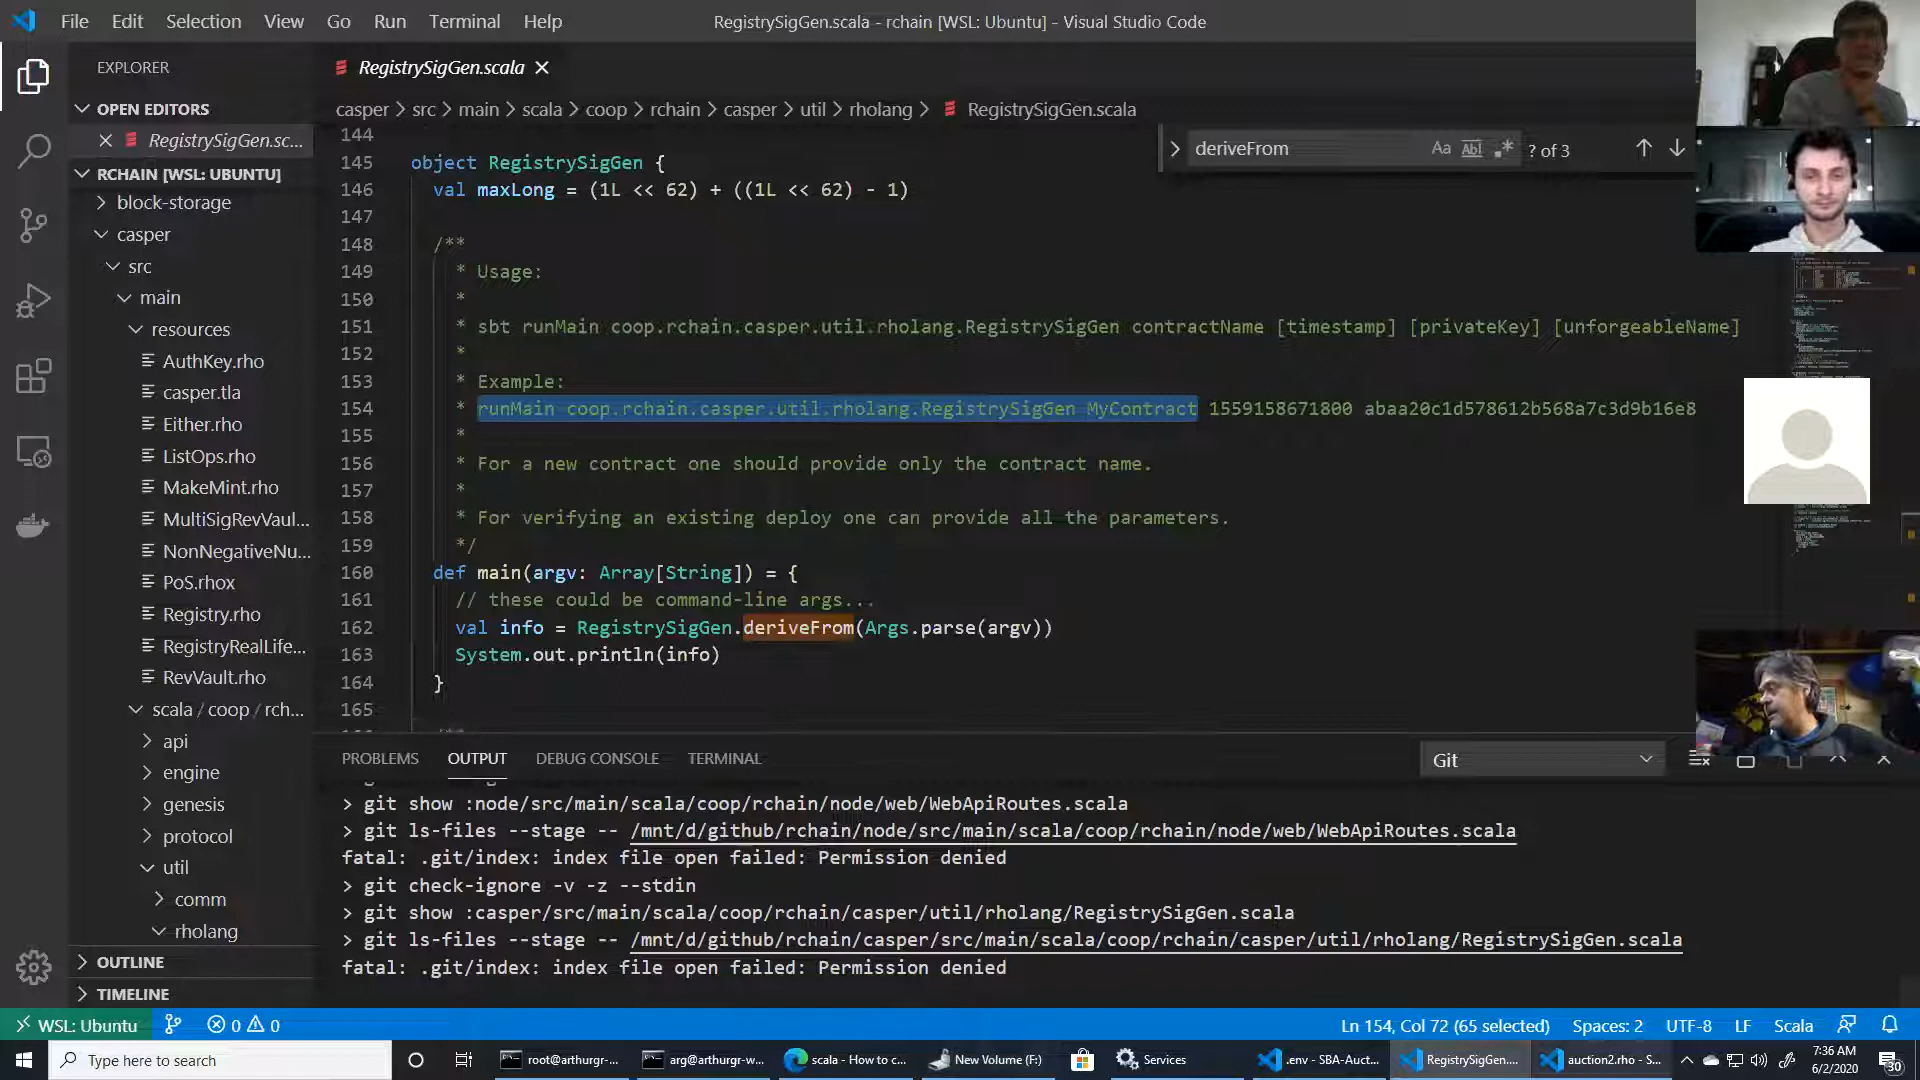 File Edit Selection View Go Run Terminal Help
RegistrySigGen.scala - rchain [WSL: Ubuntu] - Visual Studio Code
EXPLORER
OPEN EDITORS
RegistrySigGen.sc...
RCHAIN [WSL: UBUNTU]
block-storage
casper
src
main
resources
AuthKey.rho
casper.tla
Either.rho
ListOps.rho
MakeMint.rho
MultiSigRevVaul...
NonNegativeNu...
PoS.rhox
Registry.rho
RegistryRealLife...
RevVault.rho
scala / coop / rch...
api
engine
genesis
protocol
util
comm
rholang
OUTLINE
TIMELINE
RegistrySigGen.scala
casper > src > main > scala > coop > rchain > casper > util > rholang > RegistrySigGen.scala
deriveFrom Aa Abl .* ? of 3
144
145 object RegistrySigGen {
146 val maxLong = (1L << 62) + ((1L << 62) - 1)
147
148 /**
149 * Usage:
150 *
151 * sbt runMain coop.rchain.casper.util.rholang.RegistrySigGen contractName [timestamp] [privateKey] [unforgeableName]
152 *
153 * Example:
154 * runMain coop.rchain.casper.util.rholang.RegistrySigGen MyContract 1559158671800 abaa20c1d578612b568a7c3d9b16e8
155 *
156 * For a new contract one should provide only the contract name.
157 *
158 * For verifying an existing deploy one can provide all the parameters.
159 */
160 def main(argv: Array[String]) = {
161 // these could be command-line args...
162 val info = RegistrySigGen.deriveFrom(Args.parse(argv))
163 System.out.println(info)
164 }
165
PROBLEMS OUTPUT DEBUG CONSOLE TERMINAL
Git
> git show :node/src/main/scala/coop/rchain/node/web/WebApiRoutes.scala
> git ls-files --stage -- /mnt/d/github/rchain/node/src/main/scala/coop/rchain/node/web/WebApiRoutes.scala
fatal: .git/index: index file open failed: Permission denied
> git check-ignore -v -z --stdin
> git show :casper/src/main/scala/coop/rchain/casper/util/rholang/RegistrySigGen.scala
> git ls-files --stage -- /mnt/d/github/rchain/casper/src/main/scala/coop/rchain/casper/util/rholang/RegistrySigGen.scala
fatal: .git/index: index file open failed: Permission denied
WSL: Ubuntu 0 0
Ln 154, Col 72 (65 selected) Spaces: 2 UTF-8 LF Scala
Type here to search
root@arthurgr-...
arg@arthurgr-w...
scala - How to c...
New Volume (F:)
Services
.env - SBA-Auct...
RegistrySigGen....
auction2.rho - S...
7:36 AM
6/2/2020
30